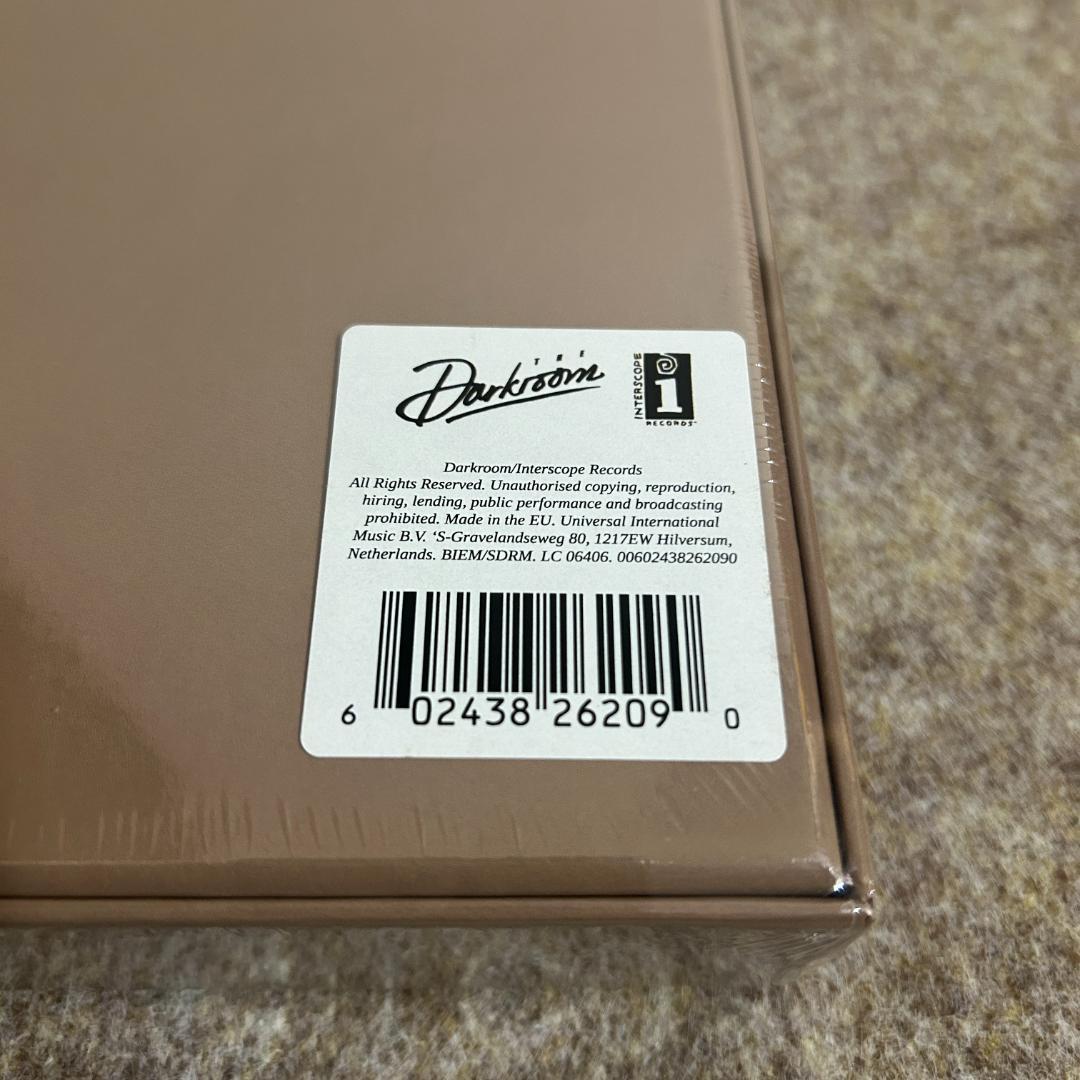 THE
Darkroom
INTERSCOPE
RECORDS
Darkroom/Interscope Records
All Rights Reserved. Unauthorised copying, reproduction,
hiring, lending, public performance and broadcasting
prohibited. Made in the EU. Universal International
Music B.V. ‘S-Gravelandseweg 80, 1217EW Hilversum,
Netherlands. BIEM/SDRM. LC 06406. 00602438262090
6 02438 26209 0